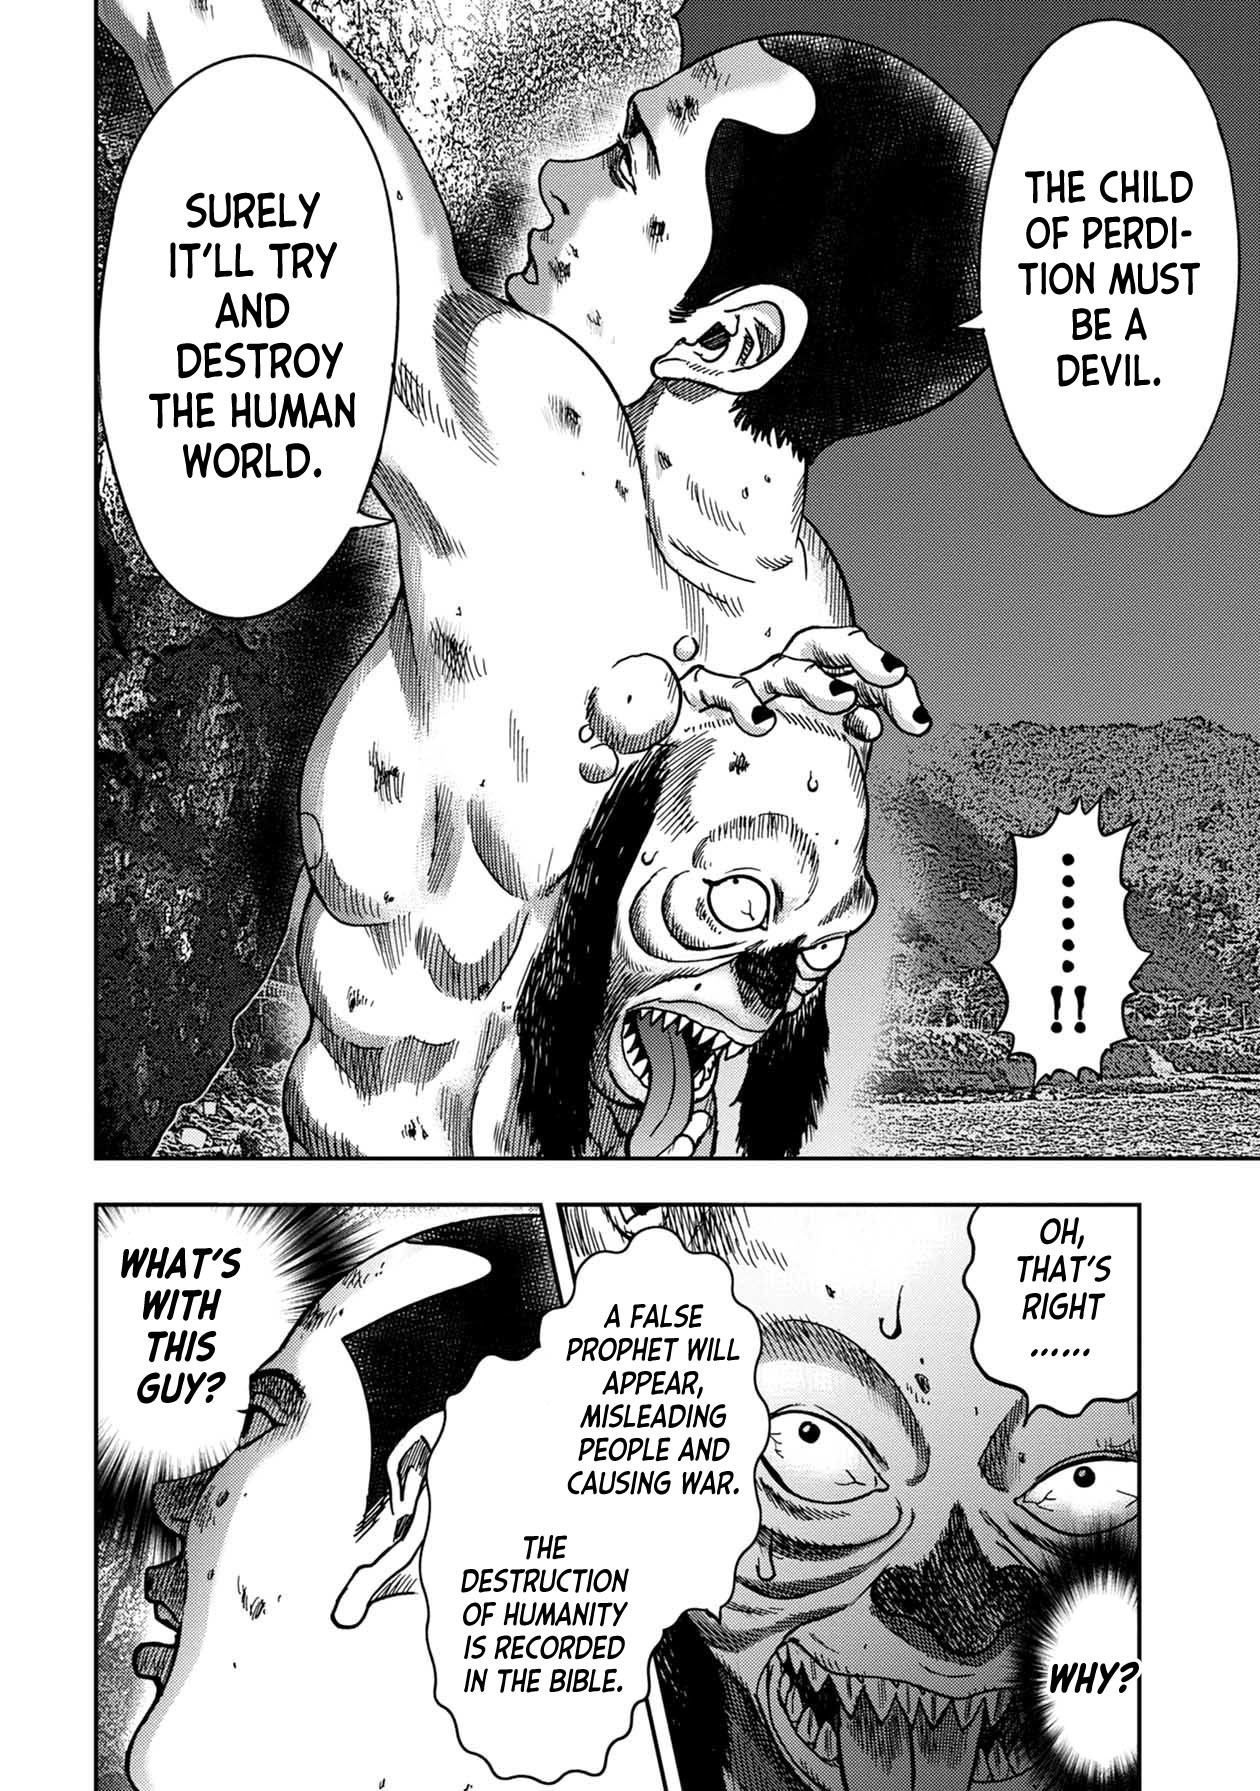 THE CHILD
OF PERDI-
TION MUST
BE A
DEVIL.
SURELY
IT'LL TRY
AND
DESTROY
THE HUMAN
WORLD.
......!!
OH,
THAT'S
RIGHT
......
WHY?
A FALSE
PROPHET WILL
APPEAR,
MISLEADING
PEOPLE AND
CAUSING WAR.
THE
DESTRUCTION
OF HUMANITY
IS RECORDED
IN THE BIBLE.
WHAT'S
WITH
THIS
GUY?